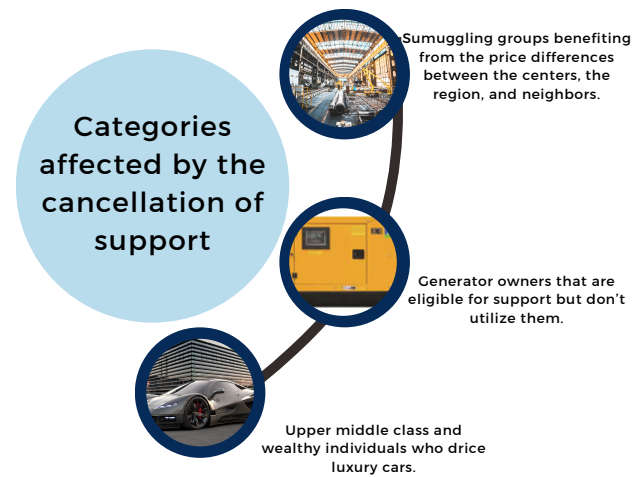 Categories
affected by the
cancellation of
support
Sumuggling groups benefiting
from the price differences
between the centers, the
region, and neighbors.
Generator owners that are
eligible for support but don’t
utilize them.
Upper middle class and
wealthy individuals who drice
luxury cars.